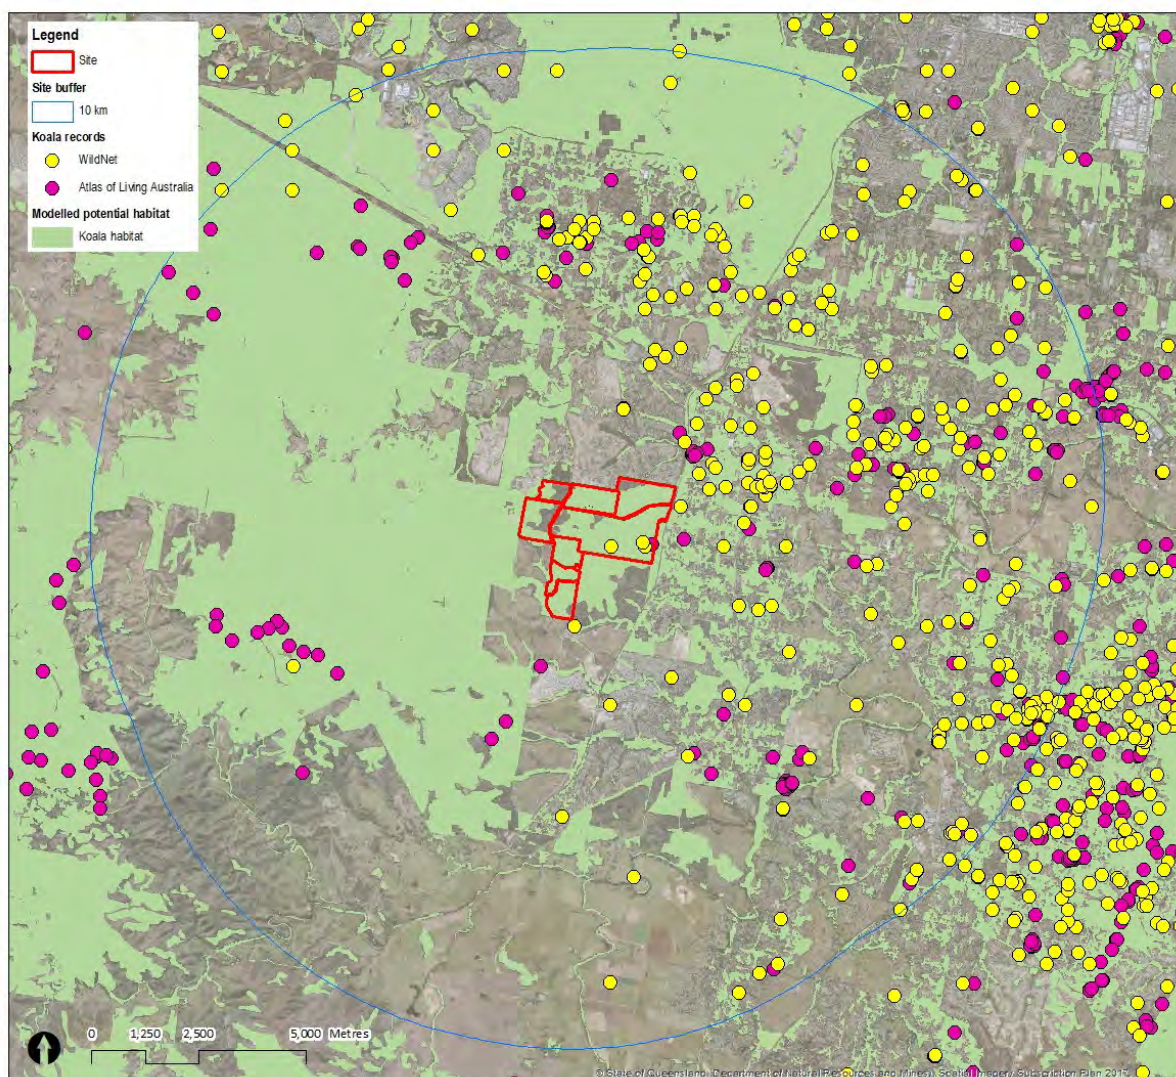 Legend
Site
Site buffer
10 km
Koala records
WildNet
Atlas of Living Australia
Modelled potential habitat
Koala habitat
0 1,250 2,500 5,000 Metres
© State of Queensland, Department of Natural Resources and Mines, Spatial Imagery Subscription Plan 2017